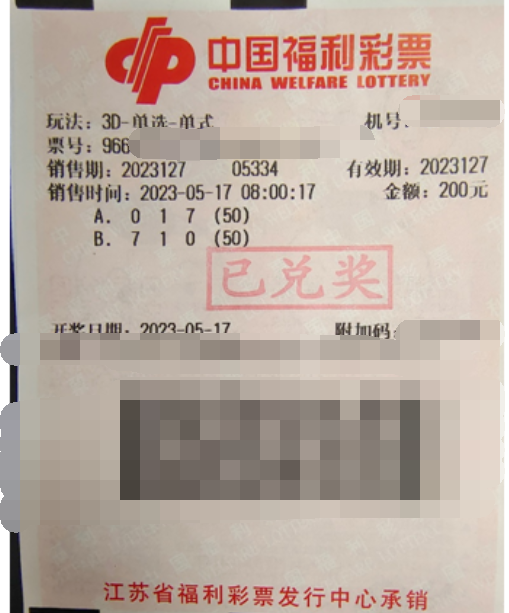 中国福利彩票
CHINA WELFARE LOTTERY
玩法: 3D-单选-单式
机号:
票号: 966
销售期: 2023127 05334 有效期: 2023127
销售时间: 2023-05-17 08:00:17 金额: 200元
A. 0 1 7 (50)
B. 7 1 0 (50)
已兑奖
开奖日期: 2023-05-17 附加码:
江苏省福利彩票发行中心承销